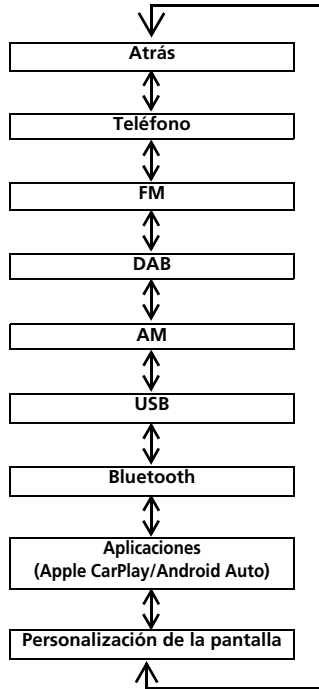 Atrás
Teléfono
FM
DAB
AM
USB
Bluetooth
Aplicaciones
(Apple CarPlay/Android Auto)
Personalización de la pantalla